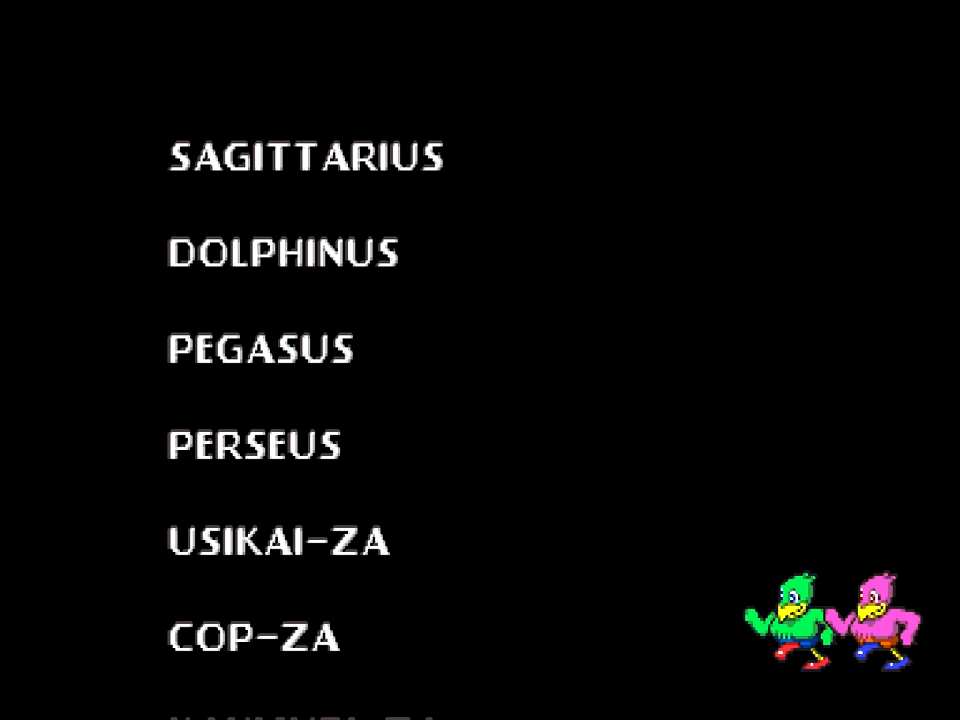 SAGITTARIUS
DOLPHINUS
PEGASUS
PERSEUS
USIKAI-ZA
COP-ZA